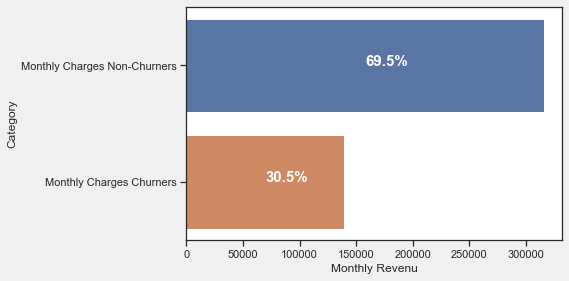 Monthly Charges Non-Churners
69.5%
Category
Monthly Charges Churners
30.5%
0 50000 100000 150000 200000 250000 300000
Monthly Revenu